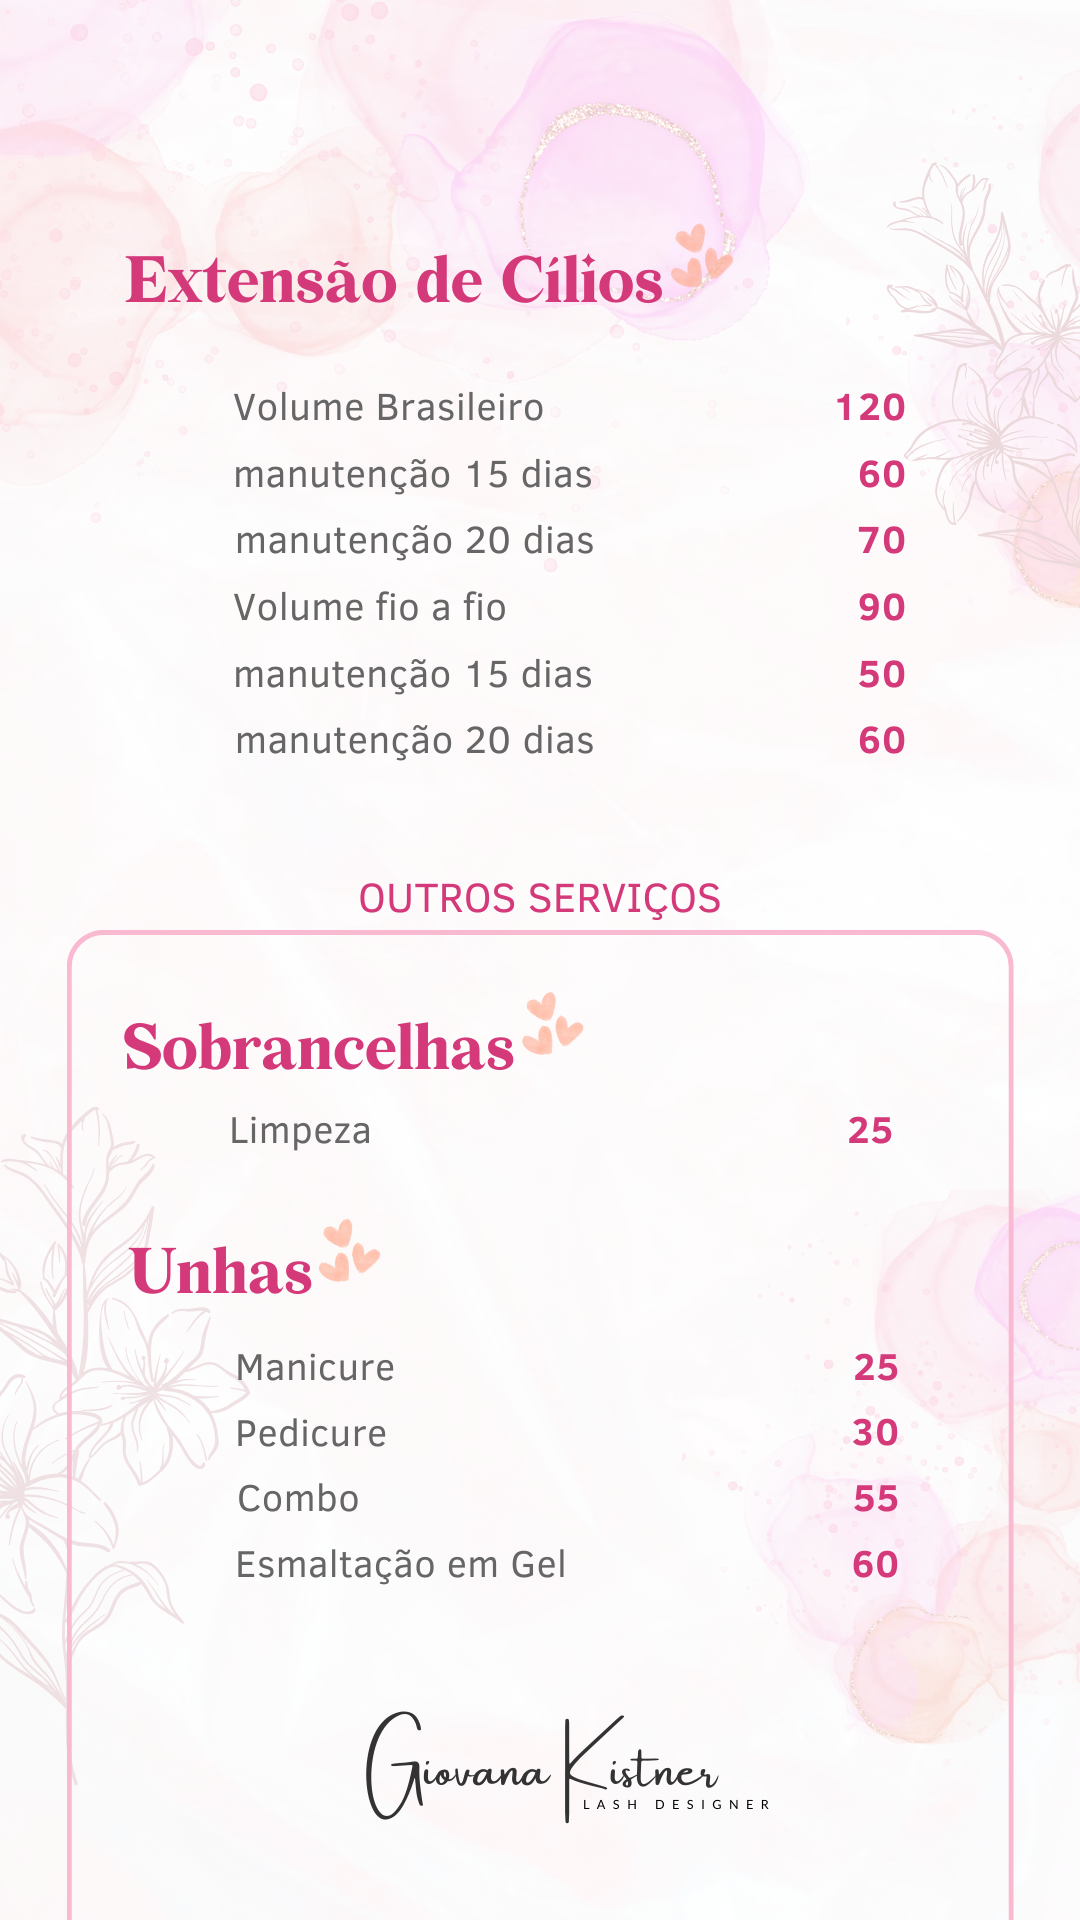 Extensão de Cílios
Volume Brasileiro 120
manutenção 15 dias 60
manutenção 20 dias 70
Volume fio a fio 90
manutenção 15 dias 50
manutenção 20 dias 60
OUTROS SERVIÇOS
Sobrancelhas
Limpeza 25
Unhas
Manicure 25
Pedicure 30
Combo 55
Esmaltação em Gel 60
Giovana Kistner
LASH DESIGNER